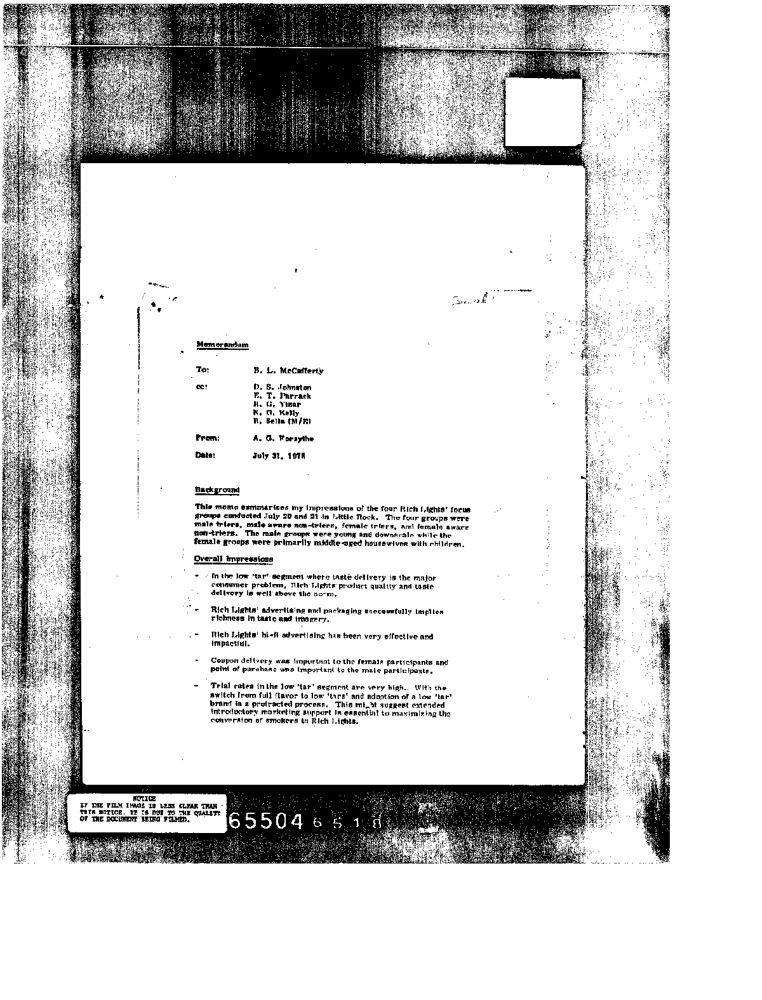 Memorandum
To: B. L. McCafferty
cc: D. S. Johnston
E. T. Parrack
H. G.
K. G. Kelly
R. Sella (M/E)
From: A. G. Forsythe
Date: July 31, 1978
Background
This memo summarizes my impressions of the four Rich Lights' focus
groups conducted July 20 and 21 in Little Rock. The four groups were
male triers, male aware non-triers, female triers, and female aware
non-triers. The male groups were young and downscale while the
female groups were primarily middle-aged housewives with children.
Overall Impressions
- In the low 'tar' segment where taste delivery is the major
consumer problem, Rich Lights' product quality and taste
delivery is well above the norm.
- Rich Lights' advertising and packaging successfully implies
richness in taste and imagery.
- Rich Lights' hi-fi advertising has been very effective and
impactful.
- Coupon delivery was important to the female participants and
point of purchase was important to the male participants.
- Trial rates in the low 'tar' segment are very high. With the
switch from full flavor to low 'tars' and adoption of a low 'tar'
brand is a protracted process. This might suggest extended
introductory marketing support is essential to maximizing the
conversion of smokers to Rich Lights.
NOTICE
IF THE FILM IMAGE IS LESS CLEAR THAN
THIS NOTICE, IT IS DUE TO THE QUALITY
OF THE DOCUMENT BEING FILMED.
65504 6518